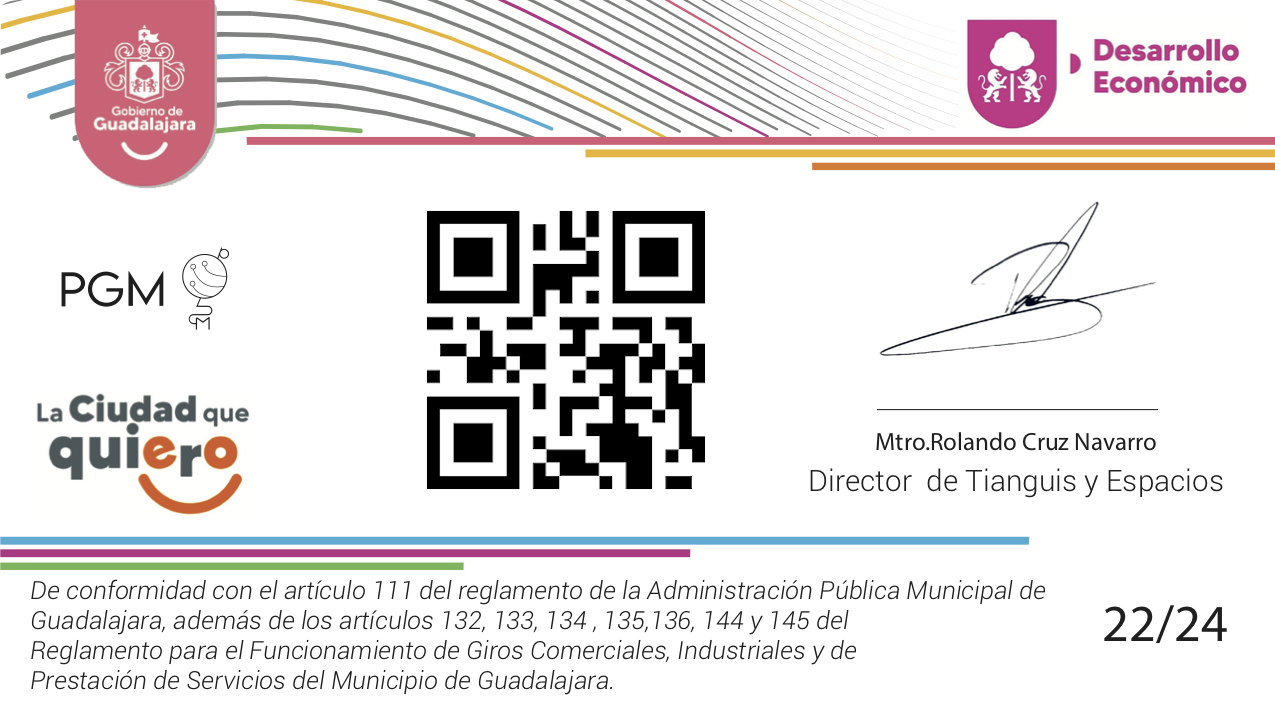 Gobierno de
Guadalajara
Desarrollo
Económico
PGM
La Ciudad que
quiero
Mtro.Rolando Cruz Navarro
Director de Tianguis y Espacios
De conformidad con el artículo 111 del reglamento de la Administración Pública Municipal de
Guadalajara, además de los artículos 132, 133, 134 , 135,136, 144 y 145 del
Reglamento para el Funcionamiento de Giros Comerciales, Industriales y de
Prestación de Servicios del Municipio de Guadalajara.
22/24